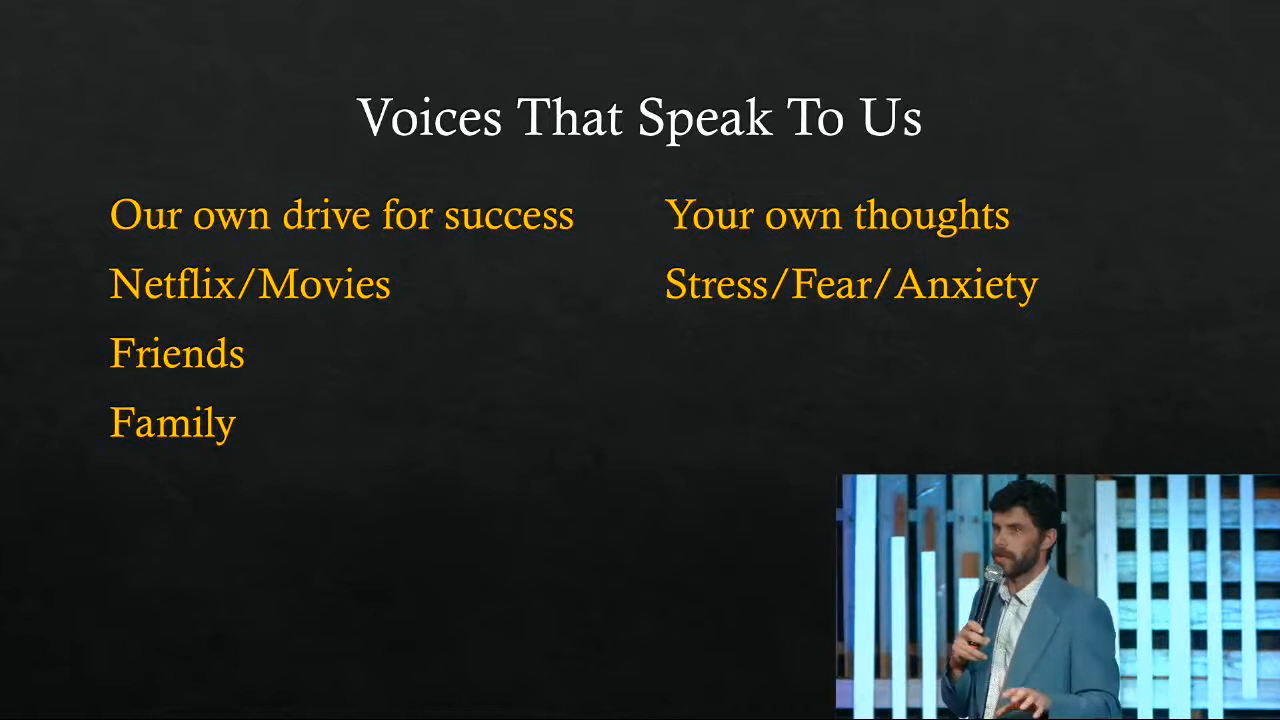 Voices That Speak To Us
Our own drive for success
Netflix/Movies
Friends
Family
Your own thoughts
Stress/Fear/Anxiety